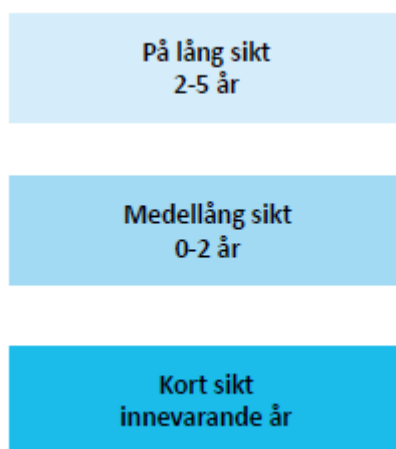 På lång sikt
2-5 år
Medellång sikt
0-2 år
Kort sikt
innevarande år